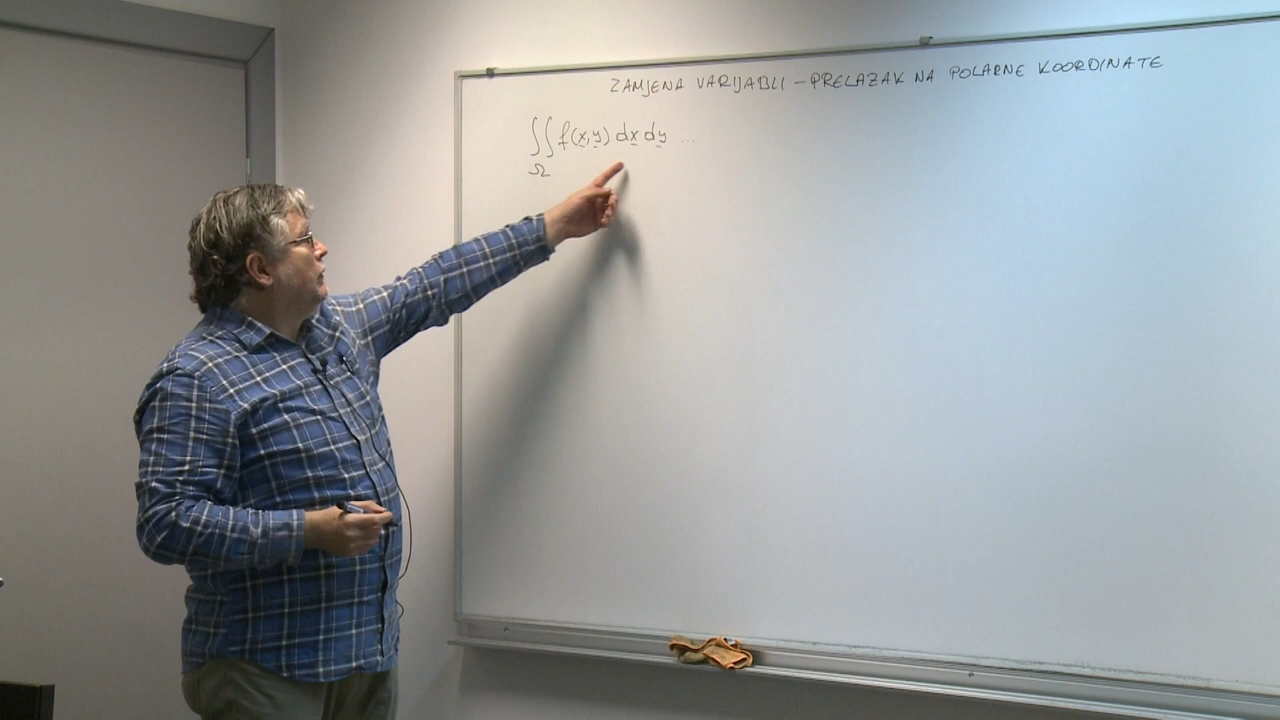 ZAMJENA VARIJABLI - PRELAZAK NA POLARNE KOORDINATE
∬ f(x,y) dx dy ...
Ω